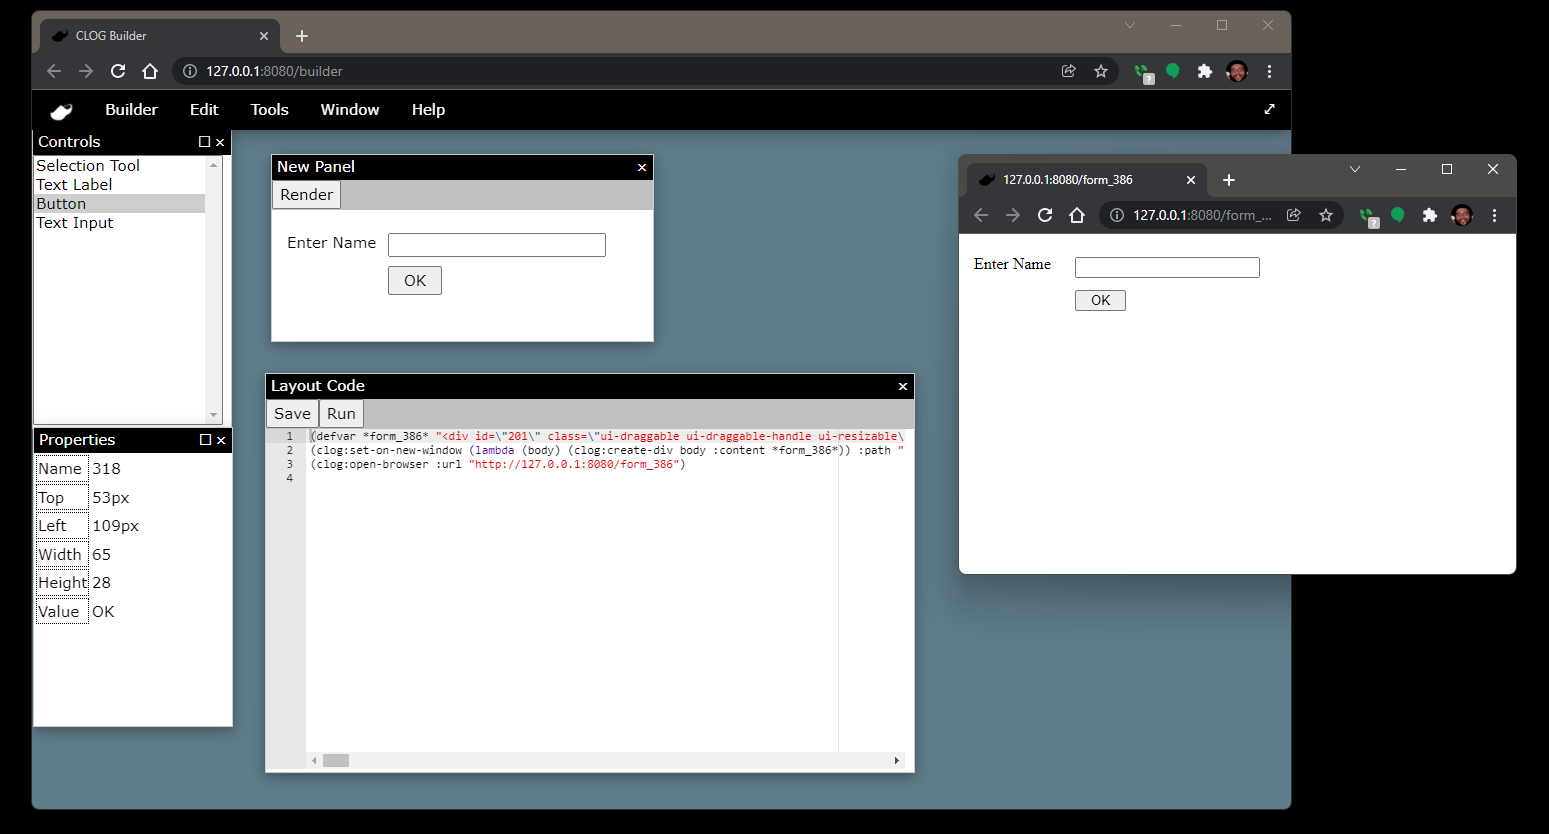 CLOG Builder
127.0.0.1:8080/builder
Builder Edit Tools Window Help
Controls
Selection Tool
Text Label
Button
Text Input
Properties
Name 318
Top 53px
Left 109px
Width 65
Height 28
Value OK
New Panel
Render
Enter Name
OK
Layout Code
Save Run
1 (defvar *form_386* "<div id=\"201\" class=\"ui-draggable ui-draggable-handle ui-resizable\
2 (clog:set-on-new-window (lambda (body) (clog:create-div body :content *form_386*)) :path "
3 (clog:open-browser :url "http://127.0.0.1:8080/form_386")
4
127.0.0.1:8080/form_386
127.0.0.1:8080/form_...
Enter Name
OK